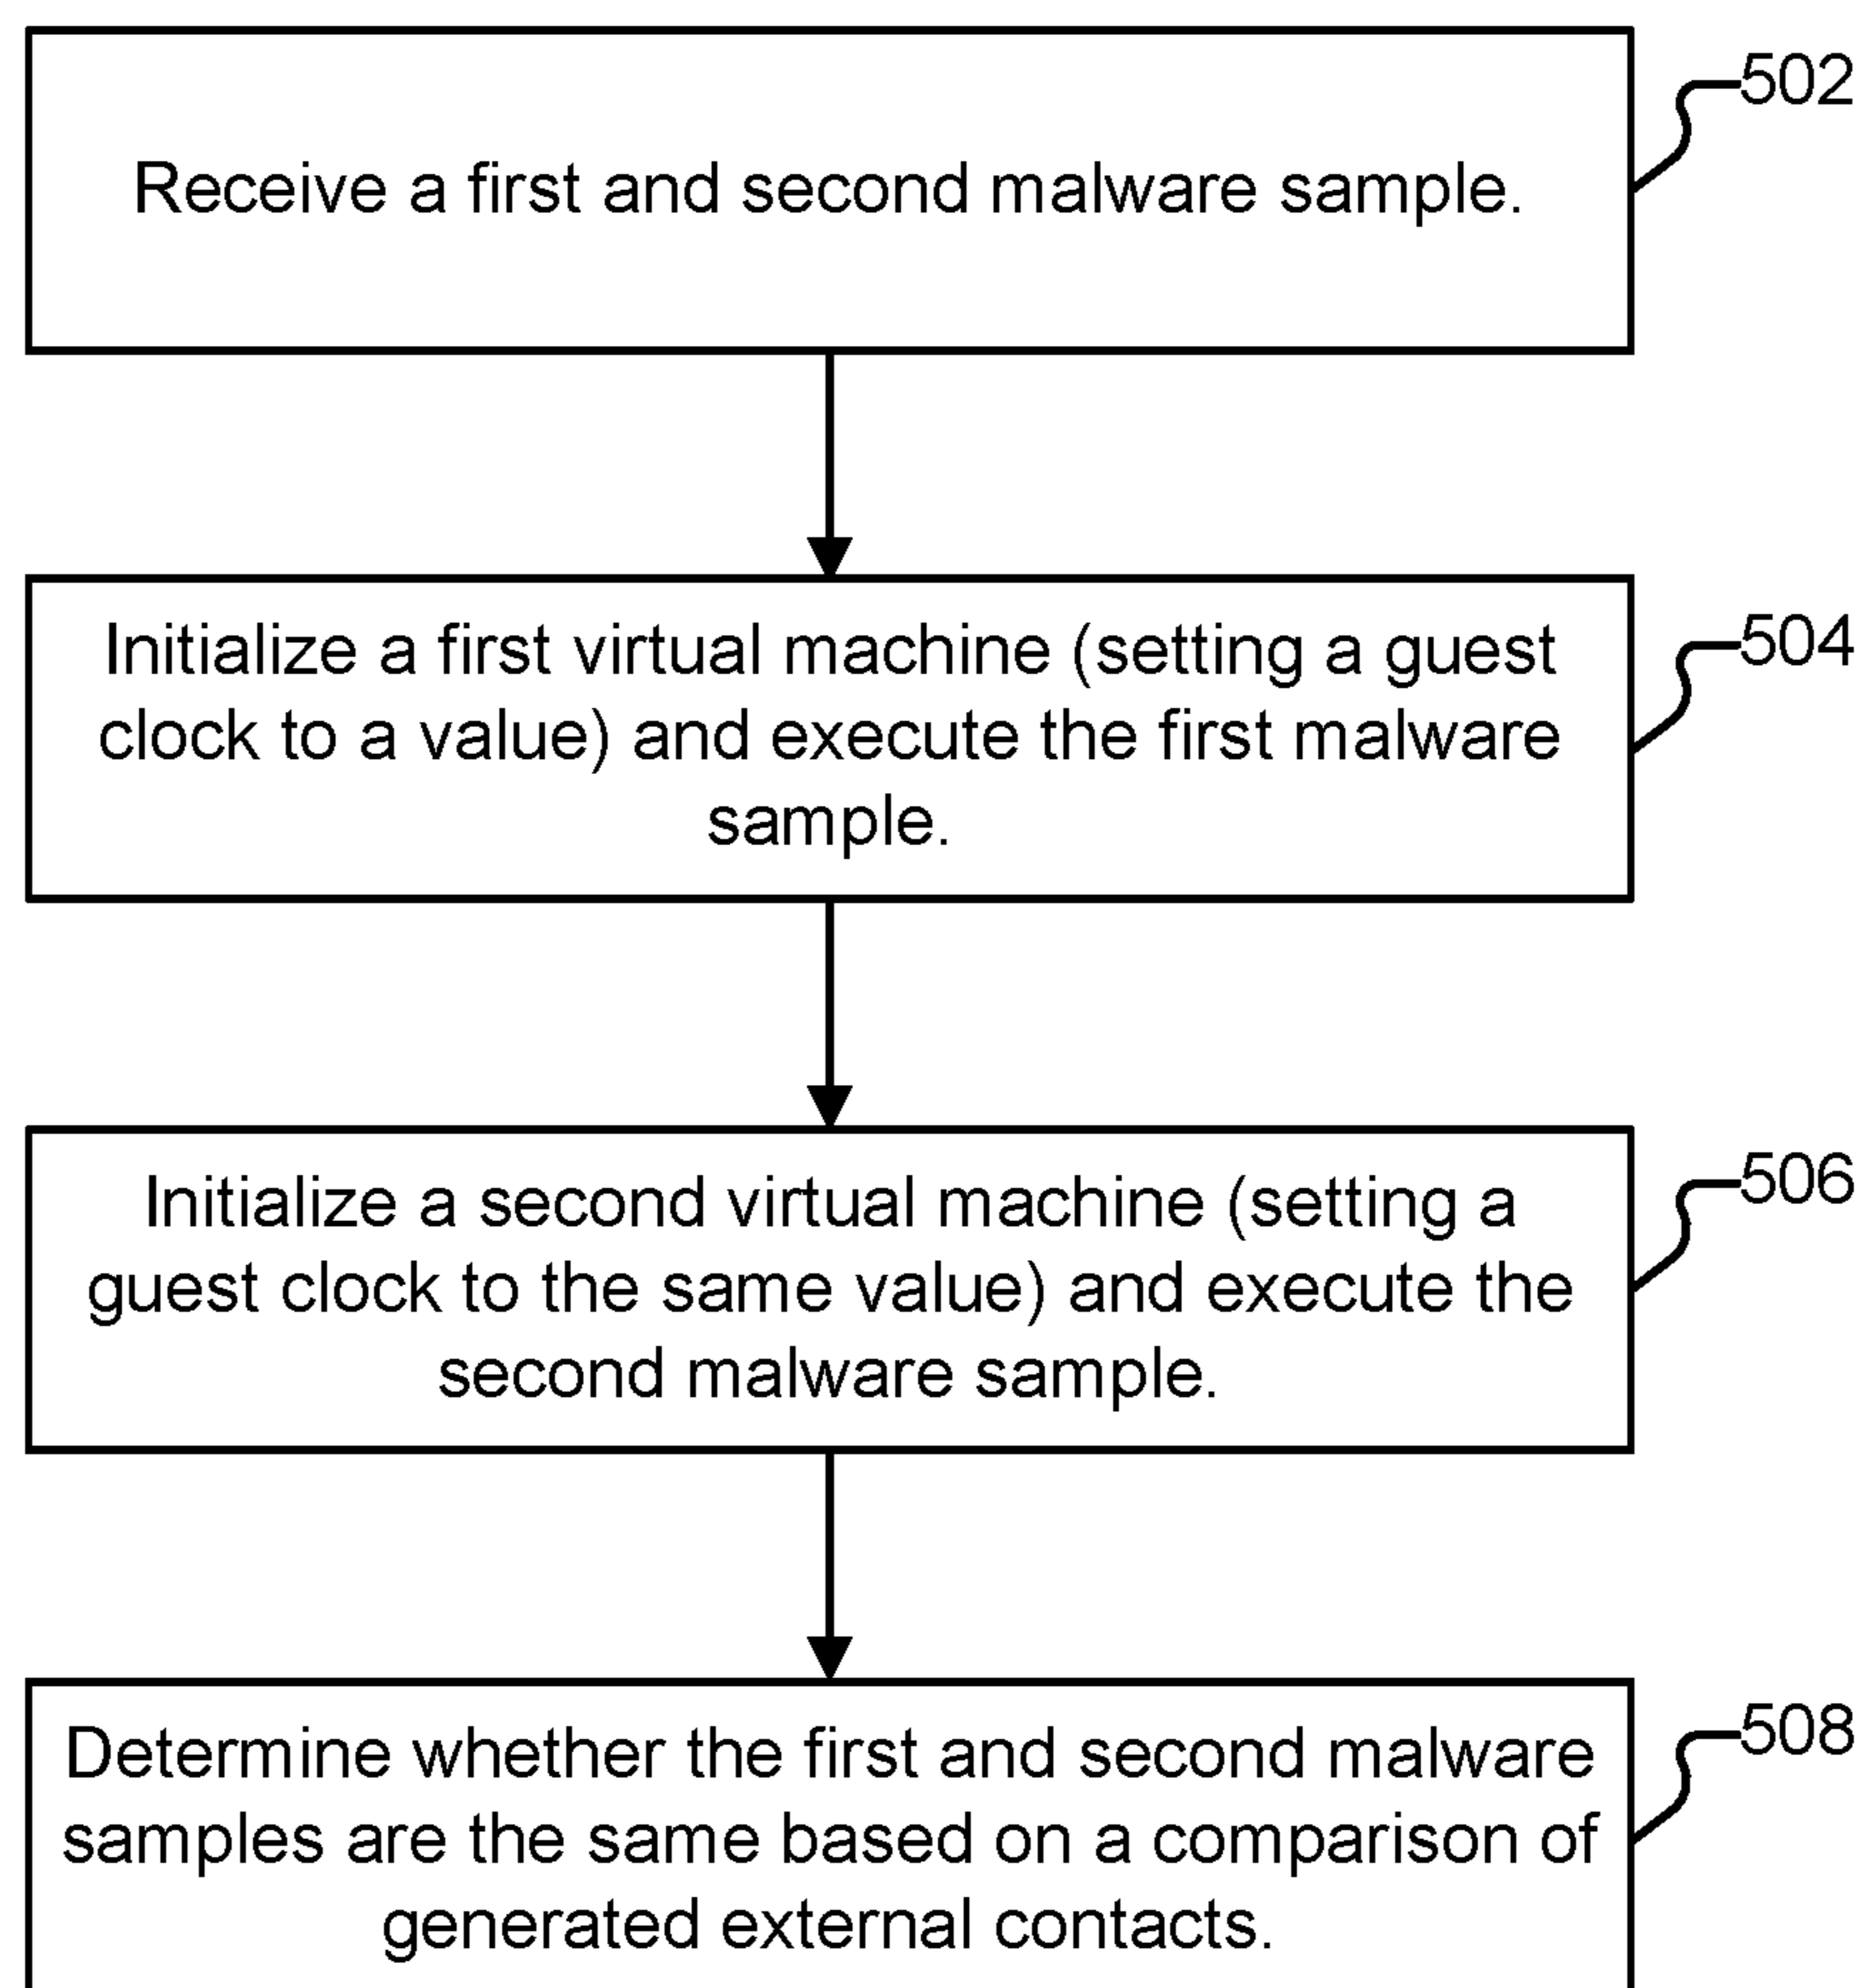 502
Receive a first and second malware sample.
504
Initialize a first virtual machine (setting a guest
clock to a value) and execute the first malware
sample.
506
Initialize a second virtual machine (setting a
guest clock to the same value) and execute the
second malware sample.
508
Determine whether the first and second malware
samples are the same based on a comparison of
generated external contacts.